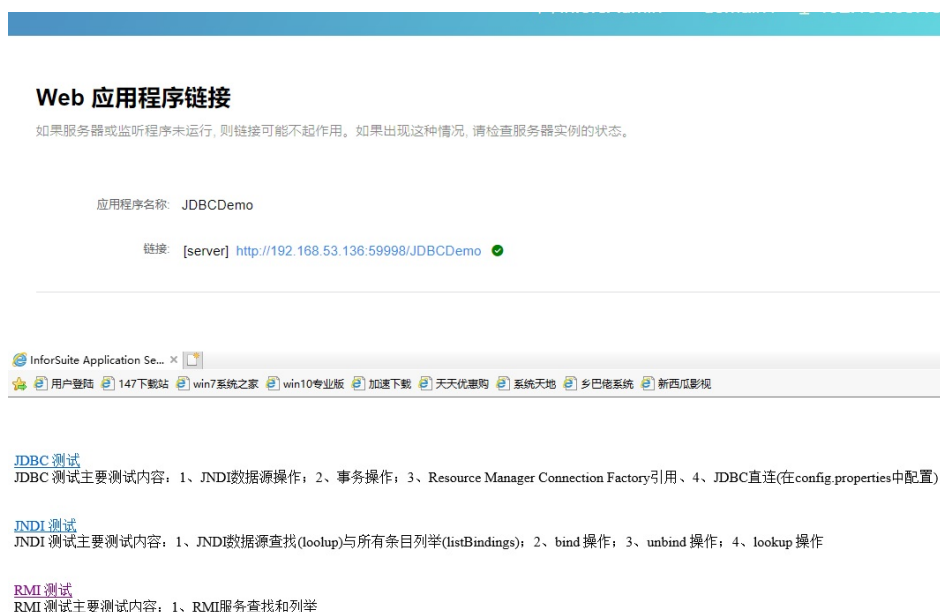 Web 应用程序链接
如果服务器或监听程序未运行, 则链接可能不起作用。如果出现这种情况, 请检查服务器实例的状态。
应用程序名称: JDBCDemo
链接: [server] http://192.168.53.136:59998/JDBCDemo
InforSuite Application Se...
用户登陆 147下载站 win7系统之家 win10专业版 加速下载 天天优惠购 系统天地 乡巴佬系统 新西瓜影视
JDBC 测试
JDBC 测试主要测试内容：1、JNDI数据源操作；2、事务操作；3、Resource Manager Connection Factory引用、4、JDBC直连(在config.properties中配置)
JNDI 测试
JNDI 测试主要测试内容：1、JNDI数据源查找(loolup)与所有条目列举(listBindings)；2、bind 操作；3、unbind 操作；4、lookup 操作
RMI 测试
RMI 测试主要测试内容：1、RMI服务查找和列举